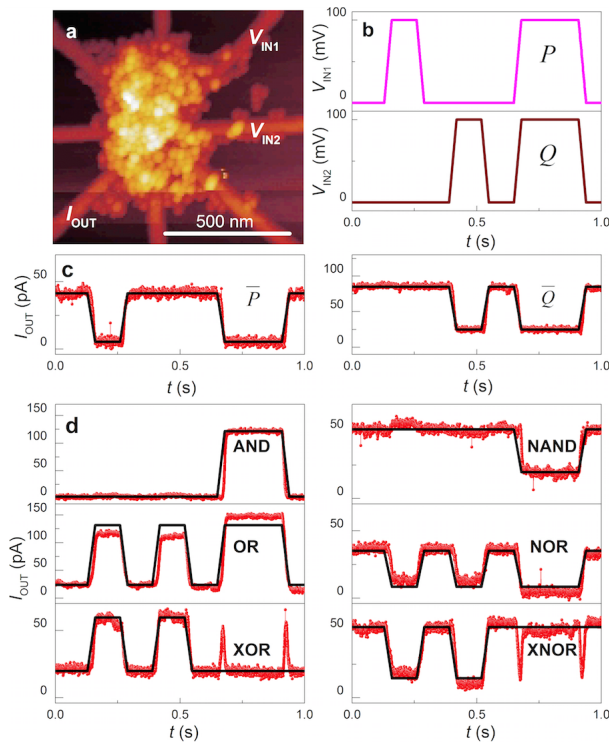 a
V_IN1
V_IN2
I_OUT
500 nm
b
V_IN1 (mV)
100
0
P
V_IN2 (mV)
100
0
Q
0.0 0.5 1.0
t (s)
c
I_OUT (pA)
50
0
P̅
0.0 0.5 1.0
t (s)
100
50
0
Q̅
0.0 0.5 1.0
t (s)
d
I_OUT (pA)
150
100
50
0
AND
150
100
50
0
OR
50
0
XOR
0.0 0.5 1.0
t (s)
50
0
NAND
50
0
NOR
50
0
XNOR
0.0 0.5 1.0
t (s)